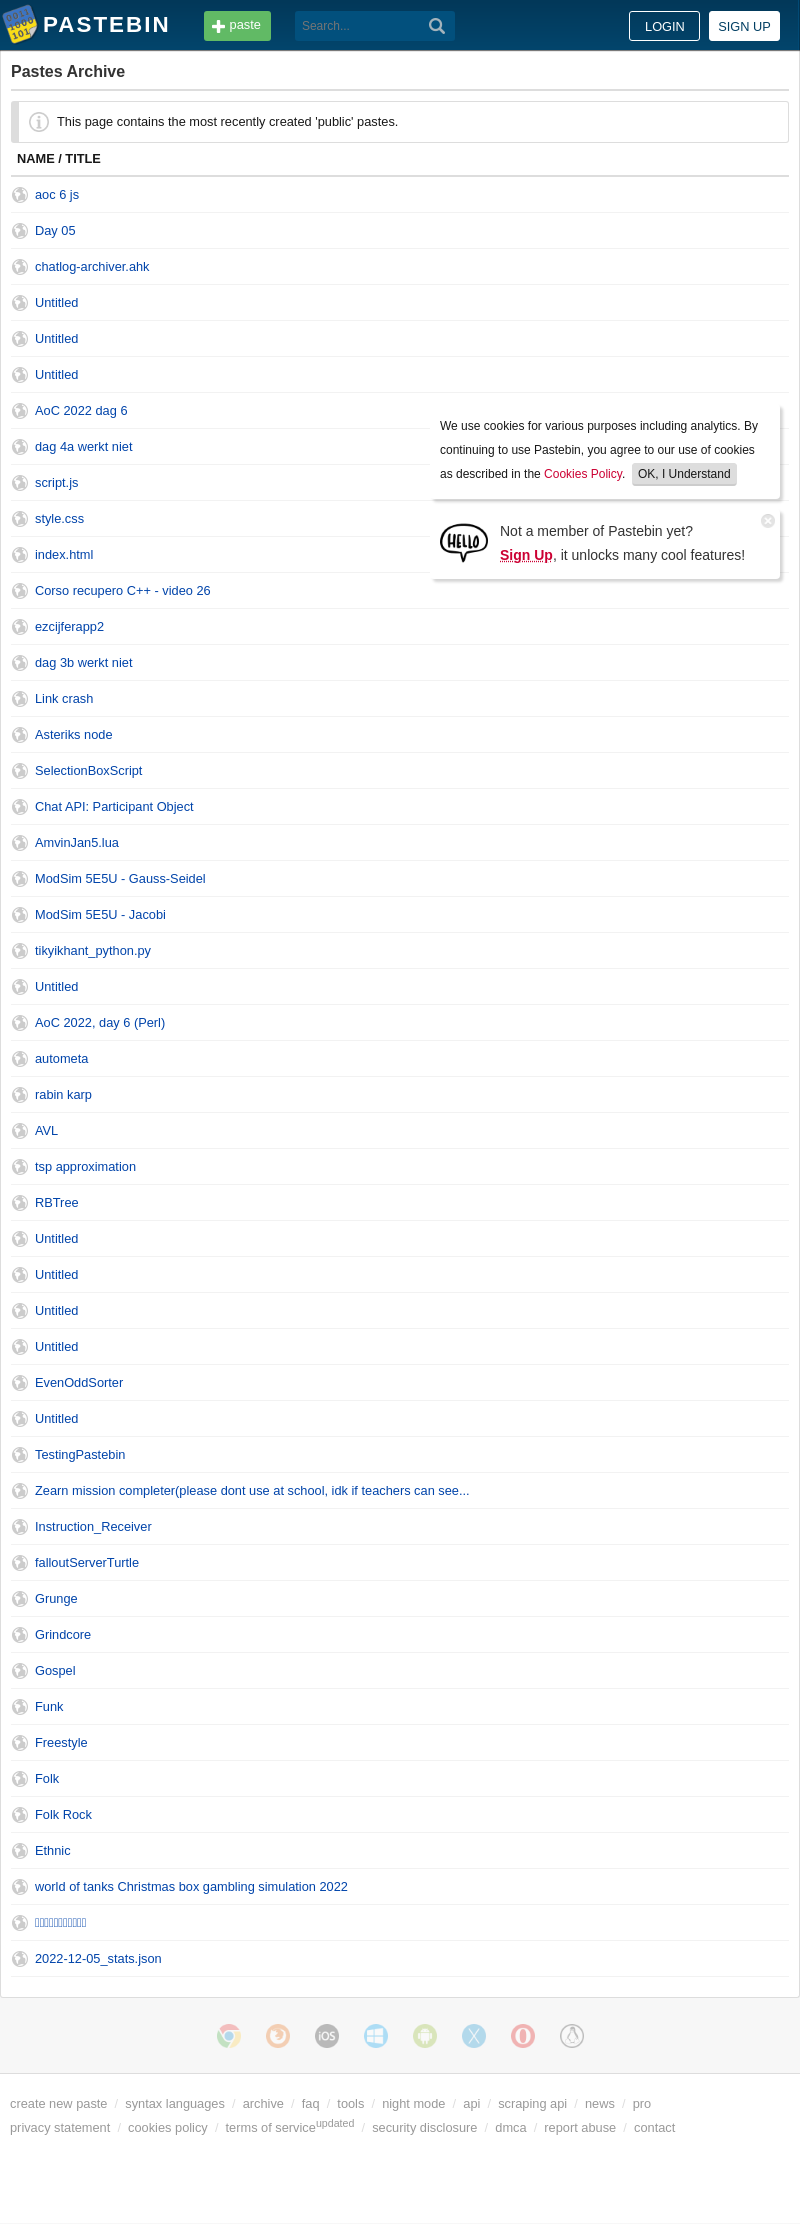 PASTEBIN
paste
Search...
LOGIN
SIGN UP
Pastes Archive
This page contains the most recently created 'public' pastes.
NAME / TITLE
aoc 6 js
Day 05
chatlog-archiver.ahk
Untitled
Untitled
Untitled
AoC 2022 dag 6
dag 4a werkt niet
script.js
style.css
index.html
Corso recupero C++ - video 26
We use cookies for various purposes including analytics. By
continuing to use Pastebin, you agree to our use of cookies
as described in the Cookies Policy. OK, I Understand
HELLO
Not a member of Pastebin yet?
Sign Up, it unlocks many cool features!
ezcijferapp2
dag 3b werkt niet
Link crash
Asteriks node
SelectionBoxScript
Chat API: Participant Object
AmvinJan5.lua
ModSim 5E5U - Gauss-Seidel
ModSim 5E5U - Jacobi
tikyikhant_python.py
Untitled
AoC 2022, day 6 (Perl)
autometa
rabin karp
AVL
tsp approximation
RBTree
Untitled
Untitled
Untitled
Untitled
EvenOddSorter
Untitled
TestingPastebin
Zearn mission completer(please dont use at school, idk if teachers can see...
Instruction_Receiver
falloutServerTurtle
Grunge
Grindcore
Gospel
Funk
Freestyle
Folk
Folk Rock
Ethnic
world of tanks Christmas box gambling simulation 2022
2022-12-05_stats.json
iOS
create new paste / syntax languages / archive / faq / tools / night mode / api / scraping api / news / pro
privacy statement / cookies policy / terms of serviceupdated / security disclosure / dmca / report abuse / contact